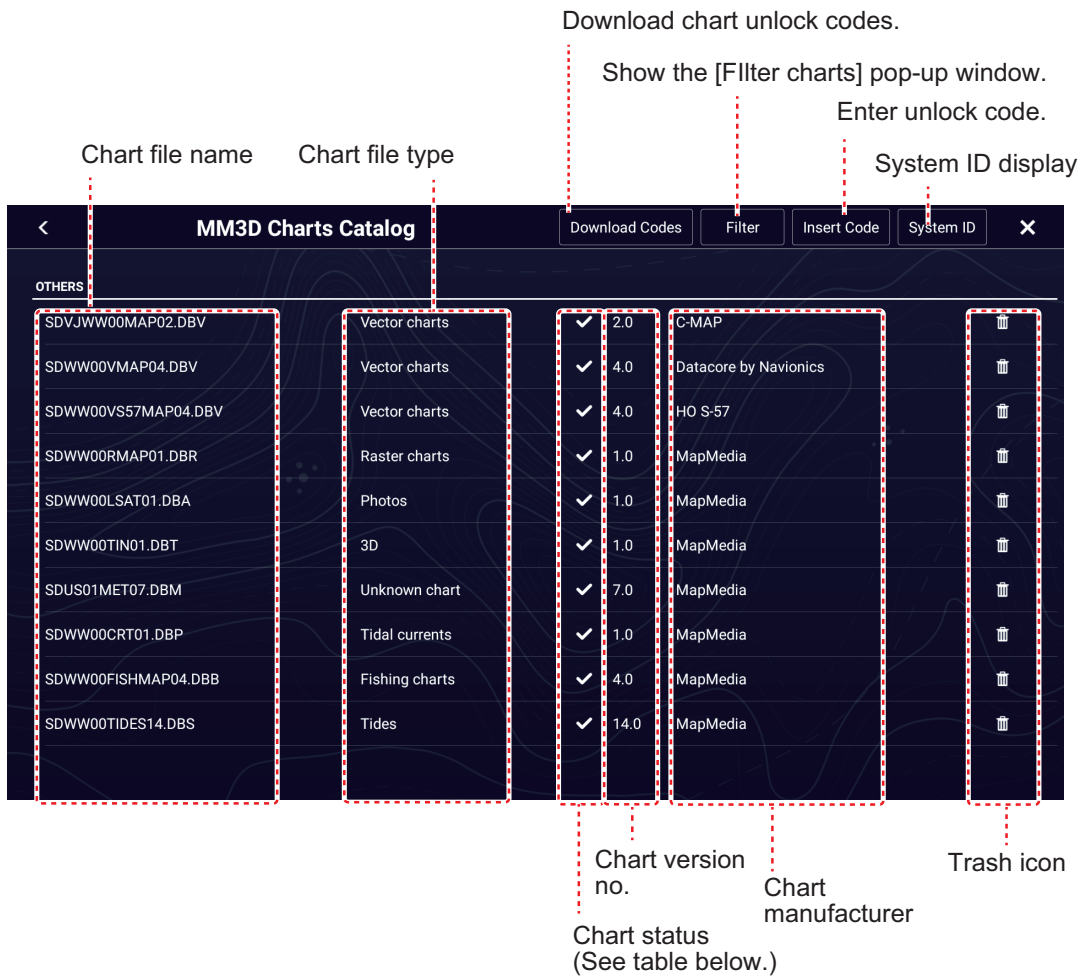 Download chart unlock codes.
Show the [FIlter charts] pop-up window.
Enter unlock code.
Chart file name Chart file type System ID display
MM3D Charts Catalog Download Codes Filter Insert Code System ID
OTHERS
SDVJWW00MAP02.DBV Vector charts 2.0 C-MAP
SDWW00VMAP04.DBV Vector charts 4.0 Datacore by Navionics
SDWW00VS57MAP04.DBV Vector charts 4.0 HO S-57
SDWW00RMAP01.DBR Raster charts 1.0 MapMedia
SDWW00LSAT01.DBA Photos 1.0 MapMedia
SDWW00TIN01.DBT 3D 1.0 MapMedia
SDUS01MET07.DBM Unknown chart 7.0 MapMedia
SDWW00CRT01.DBP Tidal currents 1.0 MapMedia
SDWW00FISHMAP04.DBB Fishing charts 4.0 MapMedia
SDWW00TIDES14.DBS Tides 14.0 MapMedia
Chart version
no.
Chart
manufacturer
Trash icon
Chart status
(See table below.)